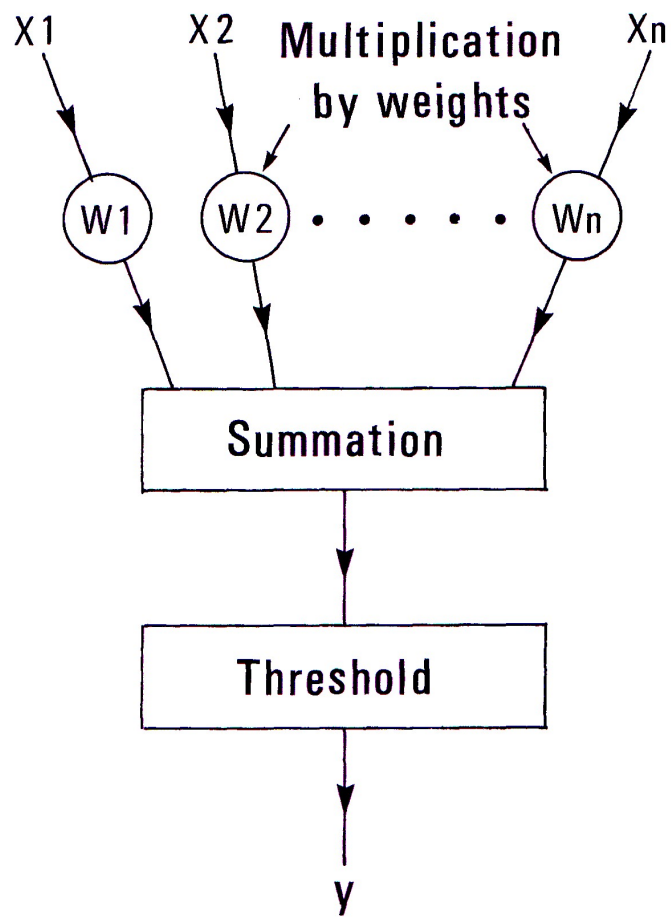 X1 X2 Multiplication Xn
by weights
W1 W2 Wn
Summation
Threshold
y